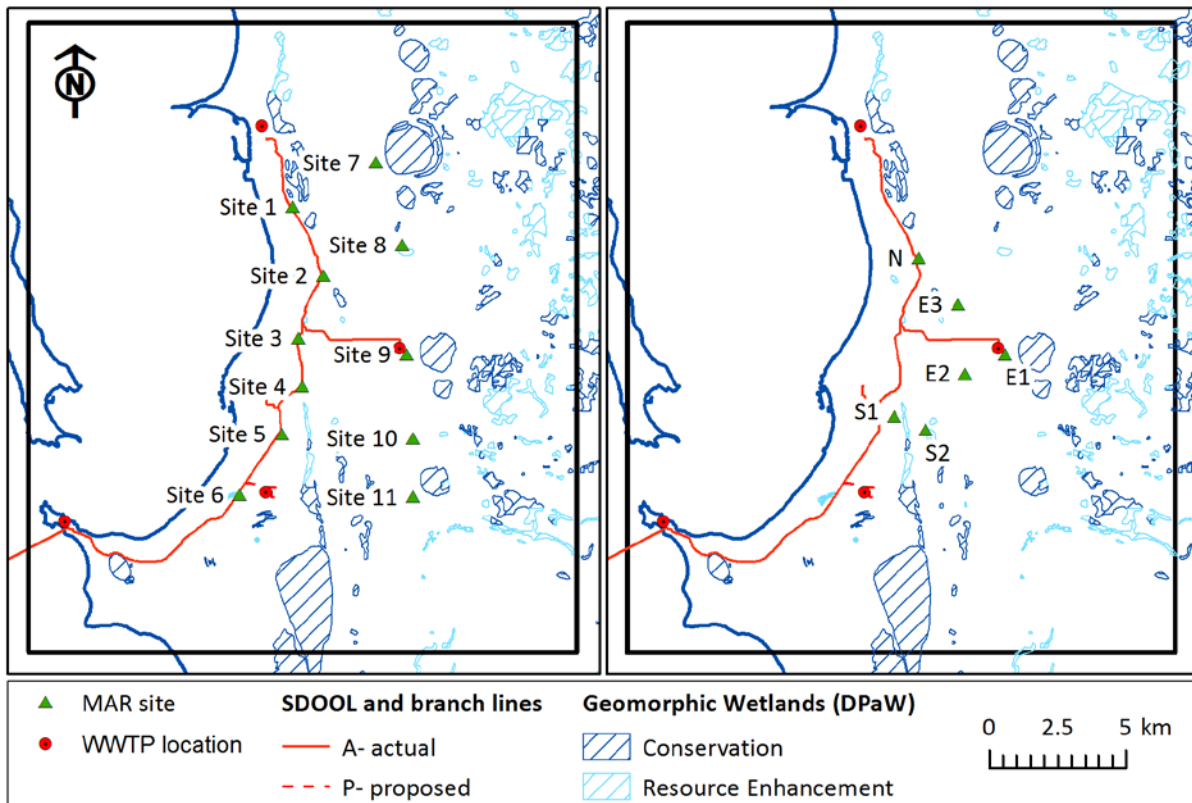 N
Site 7
Site 1
Site 8
Site 2
Site 3
Site 9
Site 4
Site 5
Site 10
Site 6
Site 11
N
E3
E2
E1
S1
S2
MAR site
WWTP location
SDOOL and branch lines
A- actual
P- proposed
Geomorphic Wetlands (DPaW)
Conservation
Resource Enhancement
0 2.5 5 km